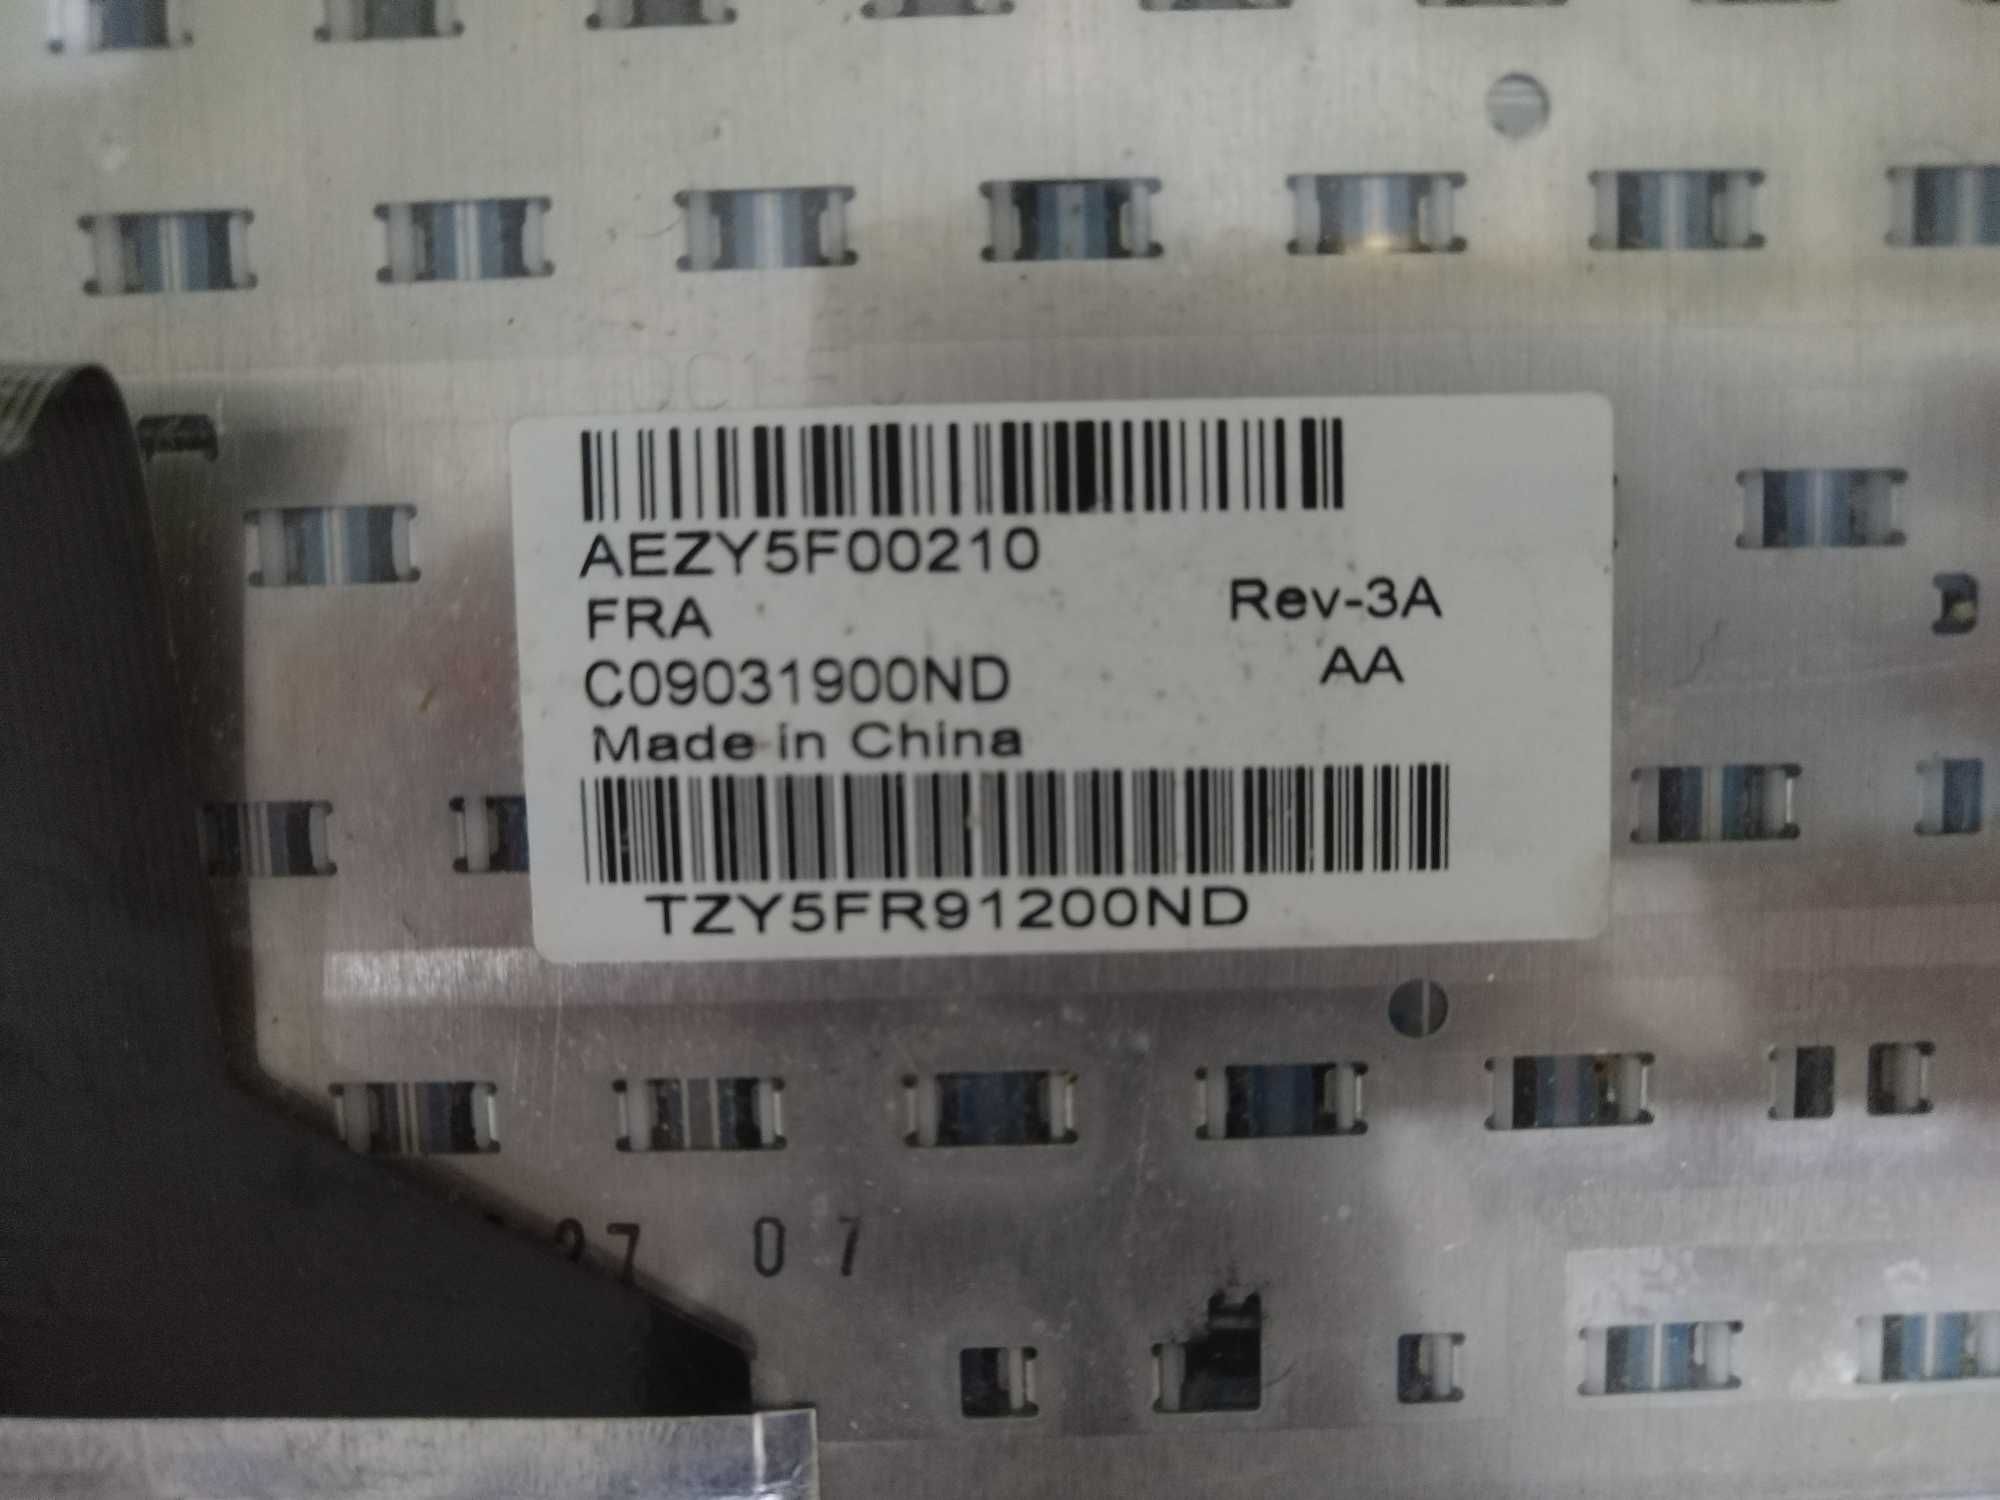 AEZY5F00210
FRA
Rev-3A
C09031900ND
AA
Made in China
TZY5FR91200ND
07